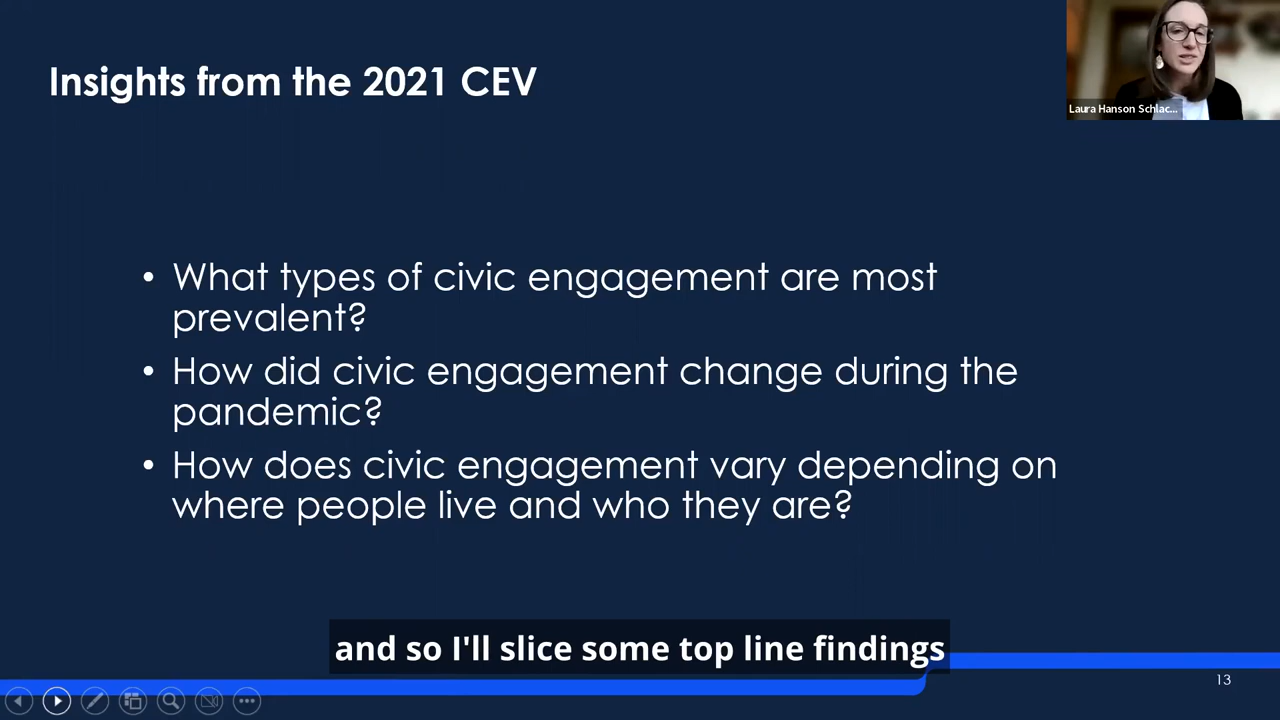 Insights from the 2021 CEV
Laura Hanson Schlac...
• What types of civic engagement are most
prevalent?
• How did civic engagement change during the
pandemic?
• How does civic engagement vary depending on
where people live and who they are?
and so I'll slice some top line findings
13